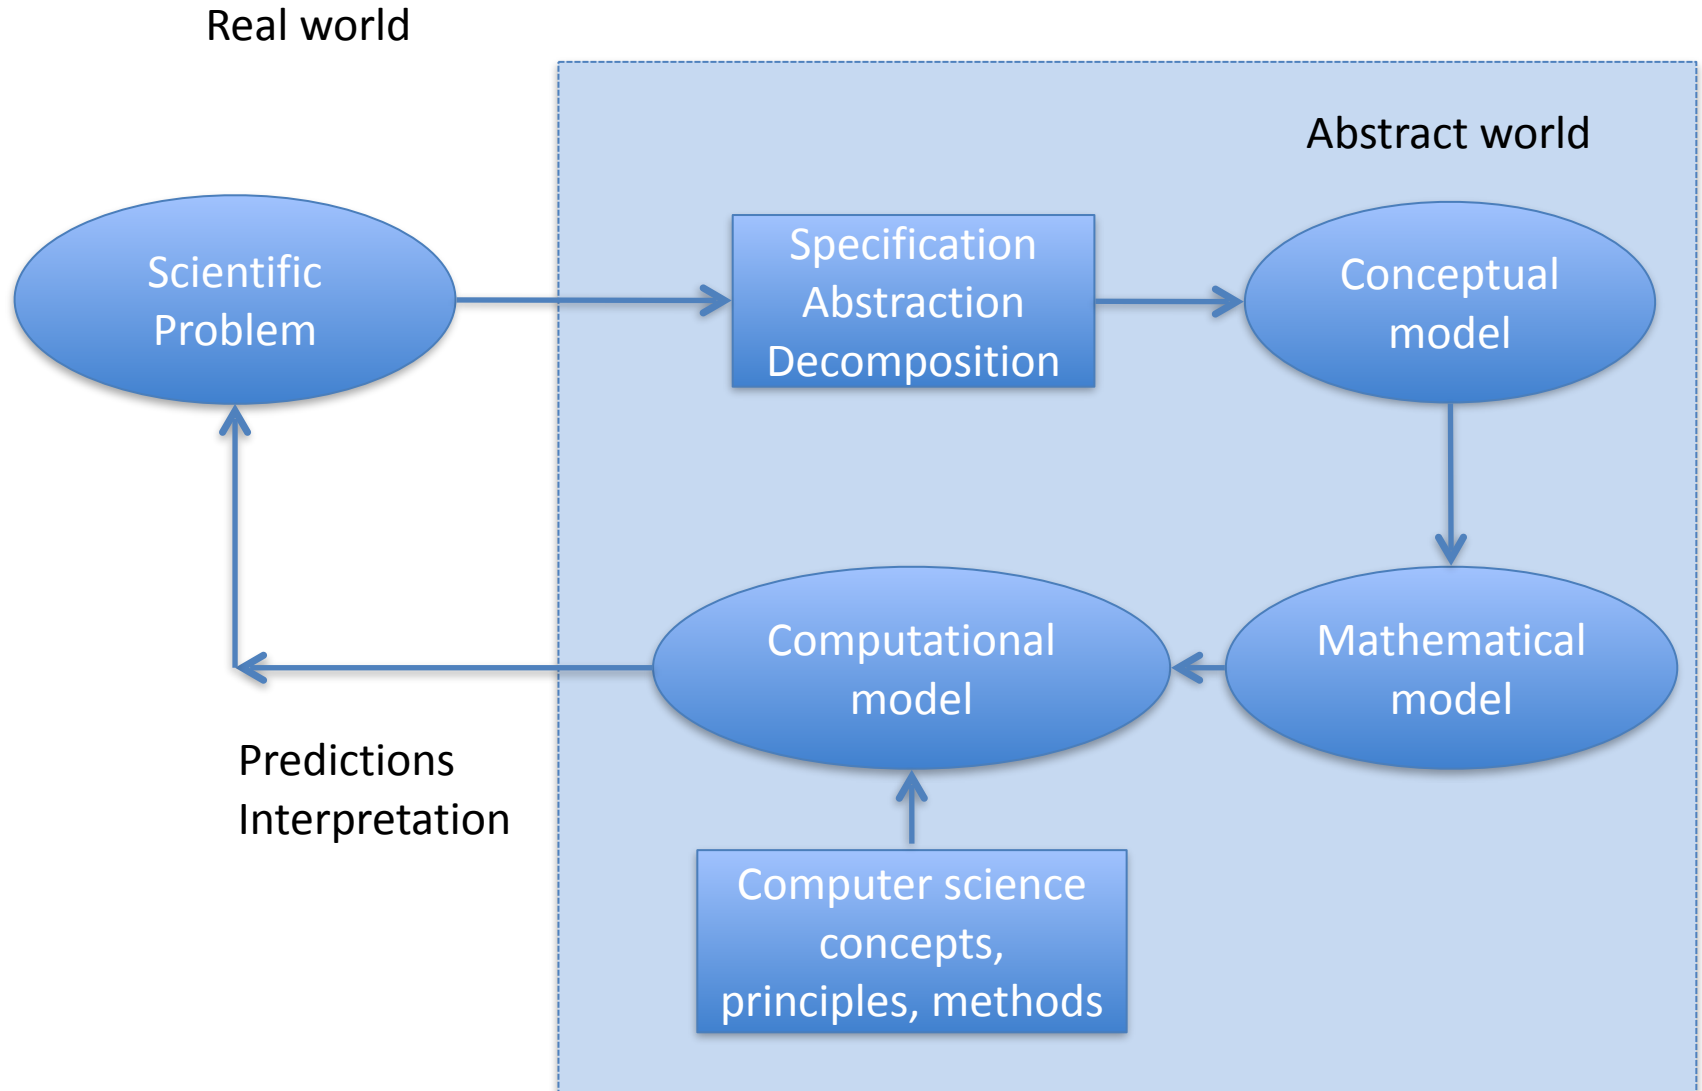 Real world
Abstract world
Scientific
Problem
Specification
Abstraction
Decomposition
Conceptual
model
Computational
model
Mathematical
model
Predictions
Interpretation
Computer science
concepts,
principles, methods